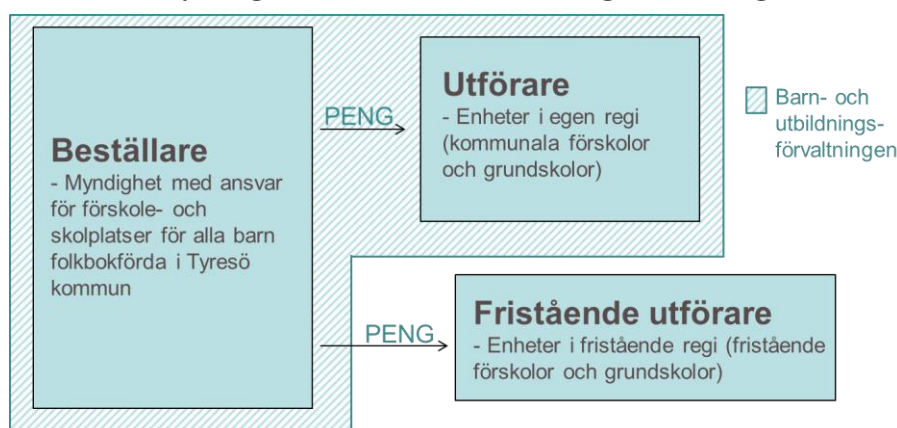 Beställare
- Myndighet med ansvar
för förskole- och
skolplatser för alla barn
folkbokförda i Tyresö
kommun
PENG
Utförare
- Enheter i egen regi
(kommunala förskolor
och grundskolor)
Barn- och
utbildnings-
förvaltningen
PENG
Fristående utförare
- Enheter i fristående regi (fristående
förskolor och grundskolor)